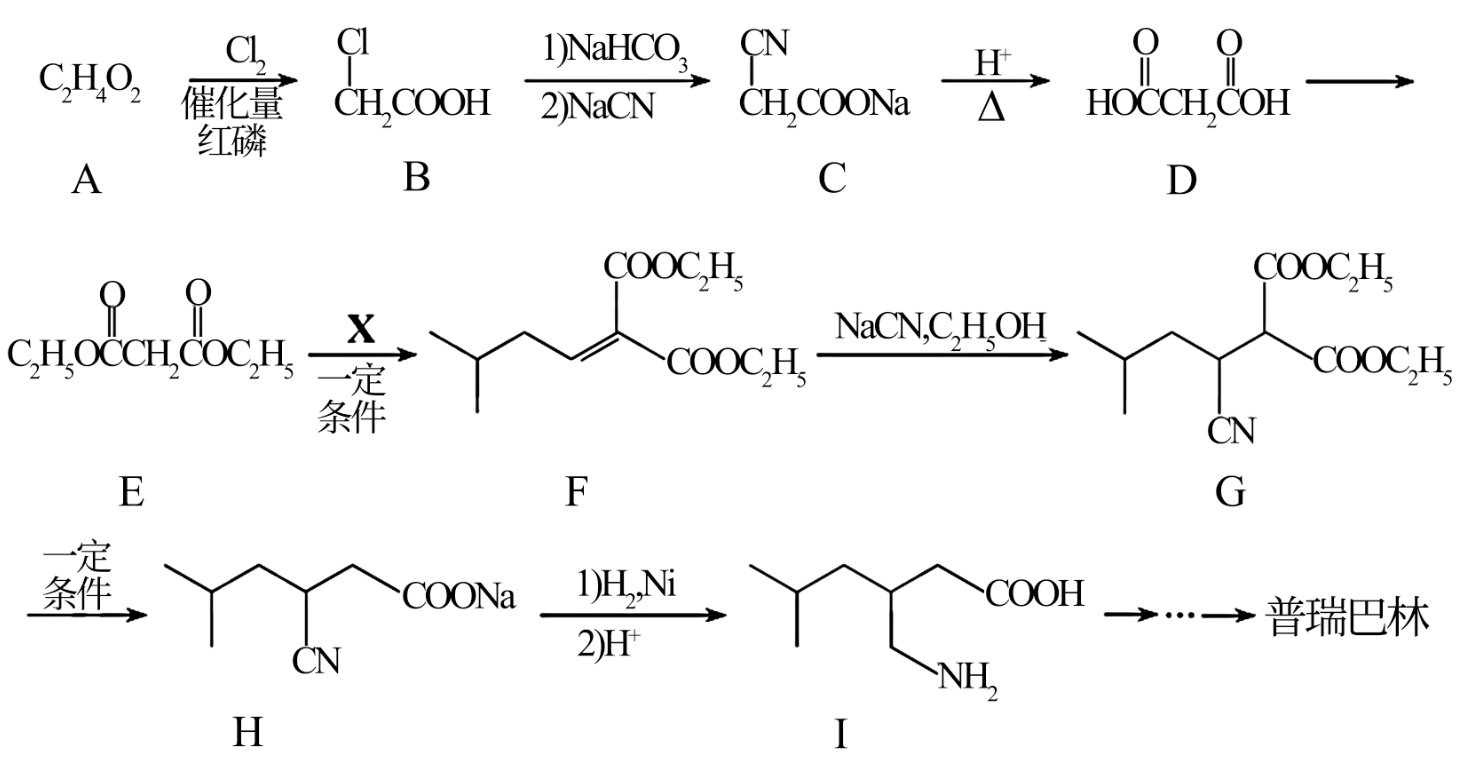 C₂H₄O₂ Cl₂ 催化量 红磷 Cl CH₂COOH 1)NaHCO₃ 2)NaCN CN CH₂COONa H⁺ Δ O O HOCCH₂COH
A B C D
O O C₂H₅OCCH₂COC₂H₅ X 一定 条件 COOC₂H₅ COOC₂H₅ NaCN,C₂H₅OH COOC₂H₅ COOC₂H₅ CN
E F G
一定 条件 COONa CN 1)H₂,Ni 2)H⁺ COOH NH₂ ··· 普瑞巴林
H I